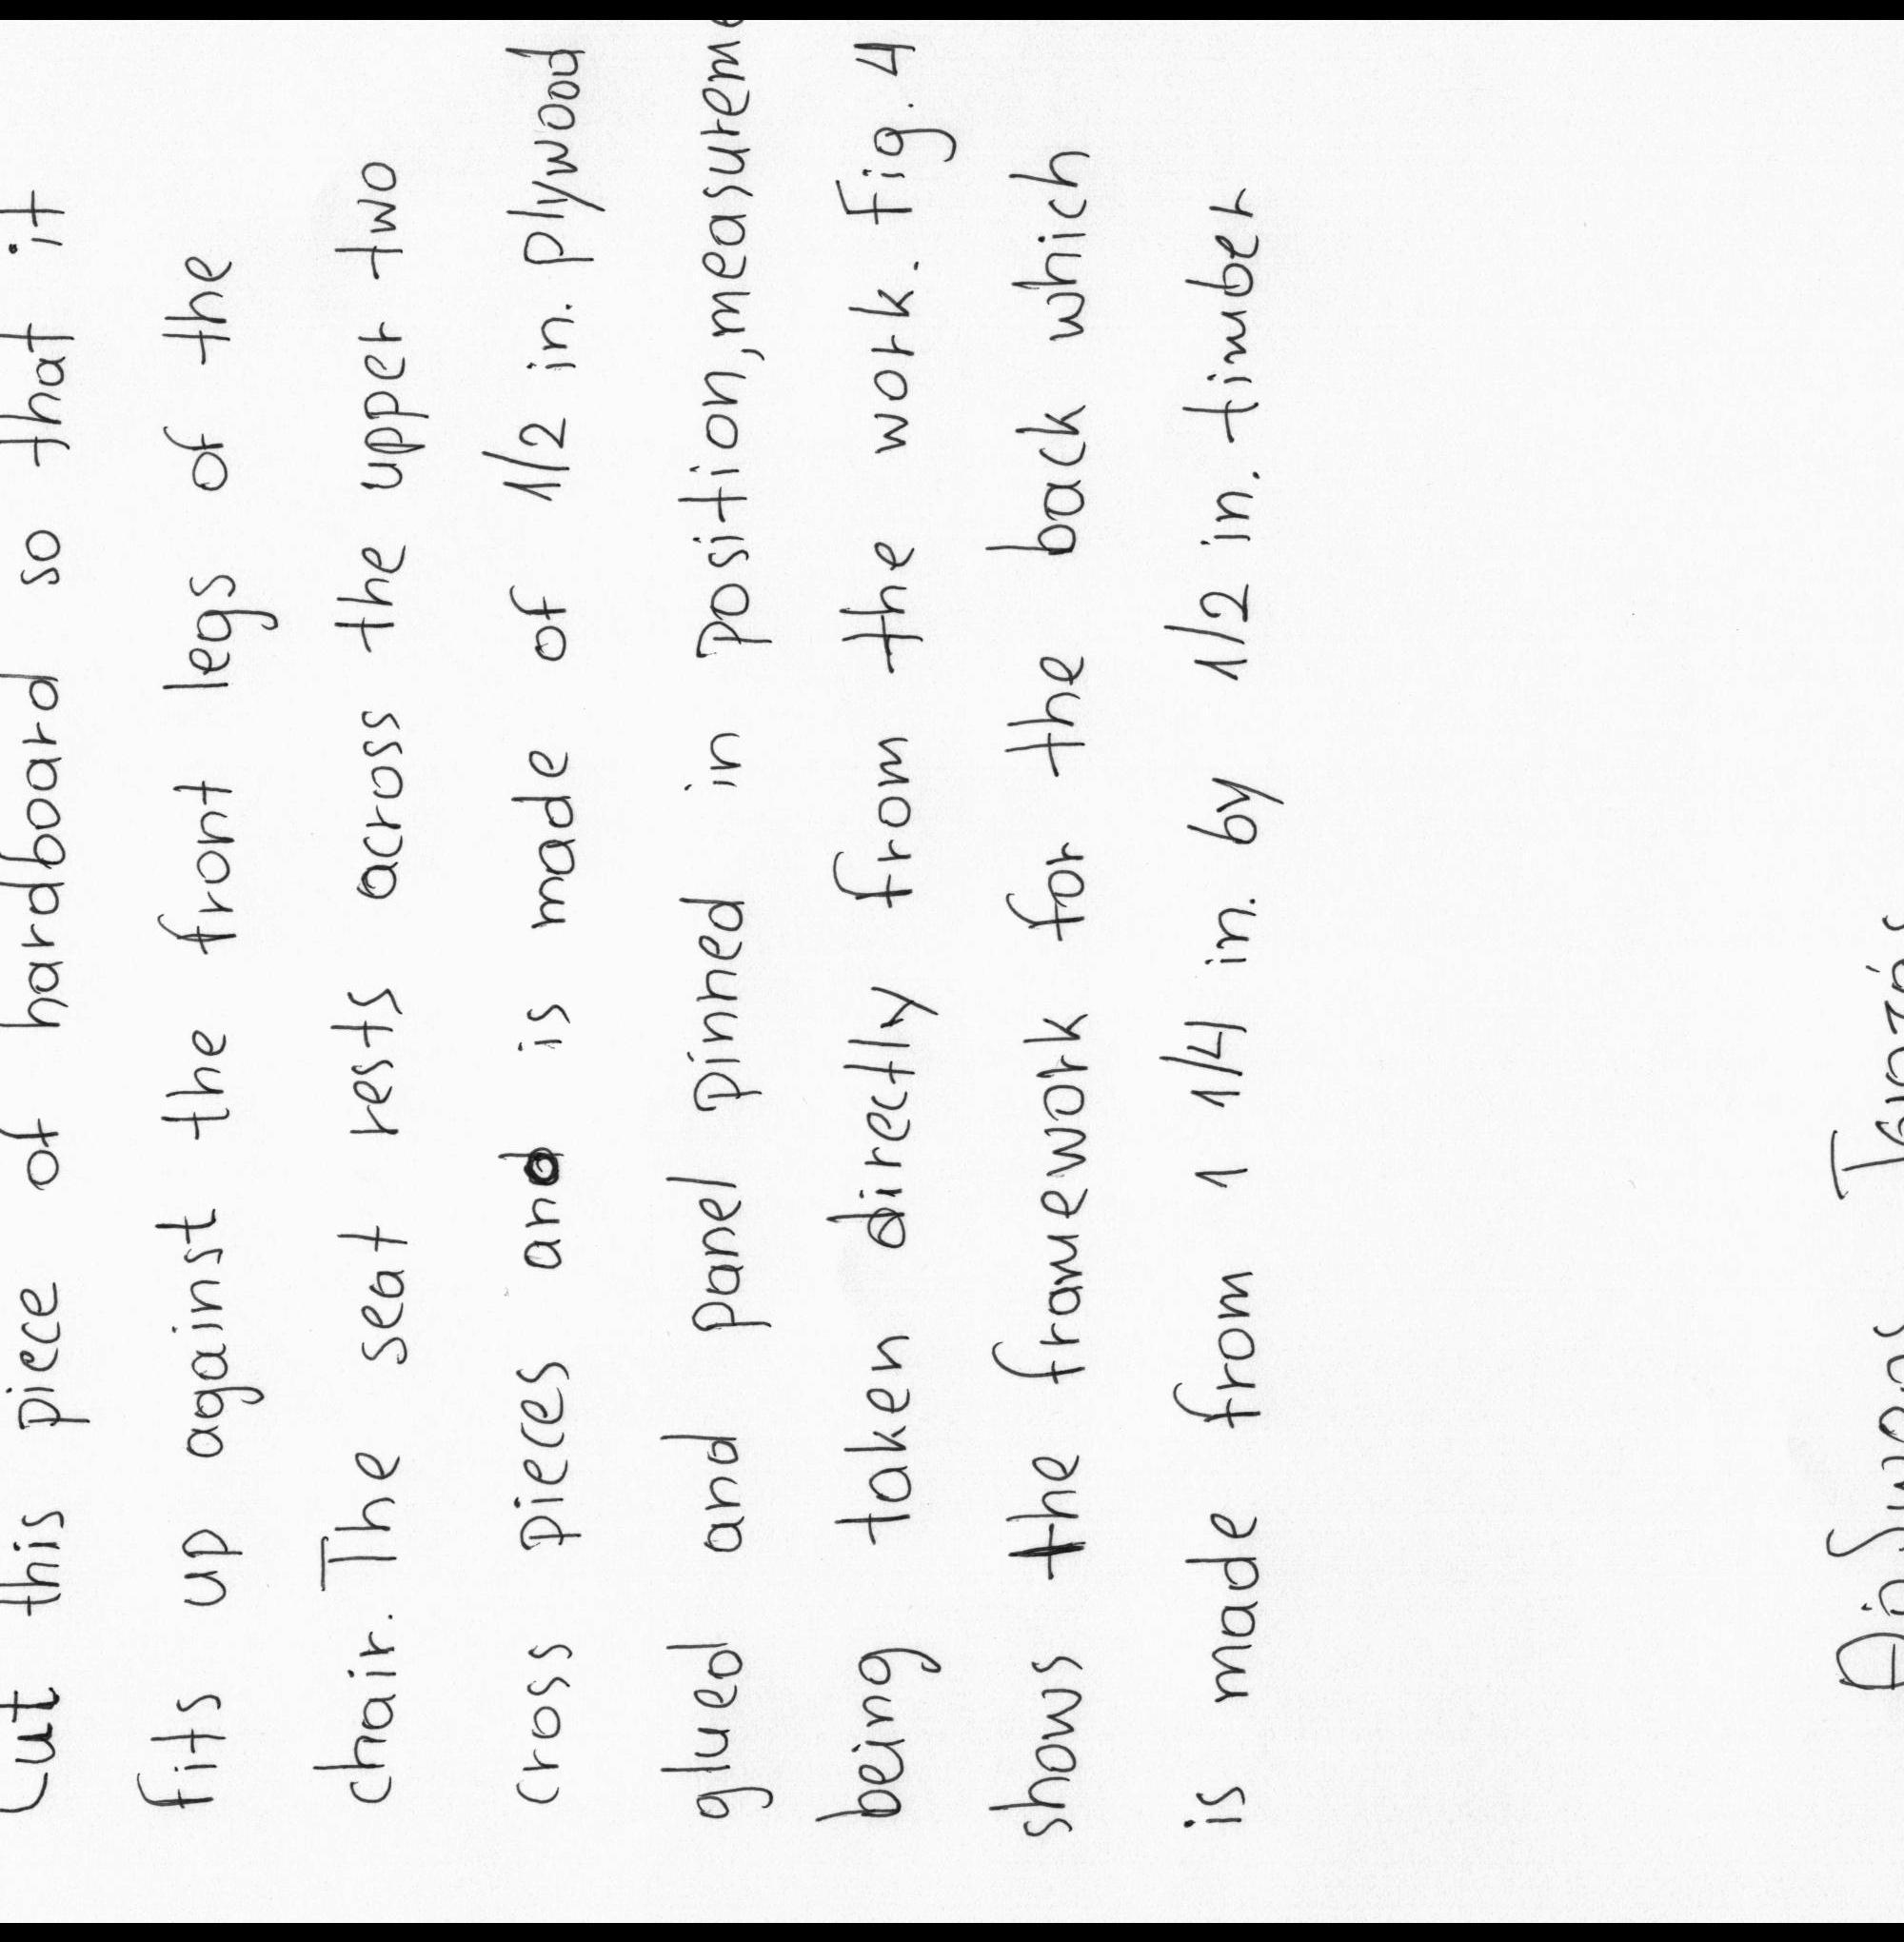 Cut this piece of hardboard so that it
fits up against the front legs of the
chair. The seat rests across the upper two
cross pieces and is made of 1/2 in. plywood
glued and panel pinned in position, measureme
being taken directly from the work. Fig. 4
shows the framework for the back which
is made from 1 1/4 in. by 1/2 in. timber